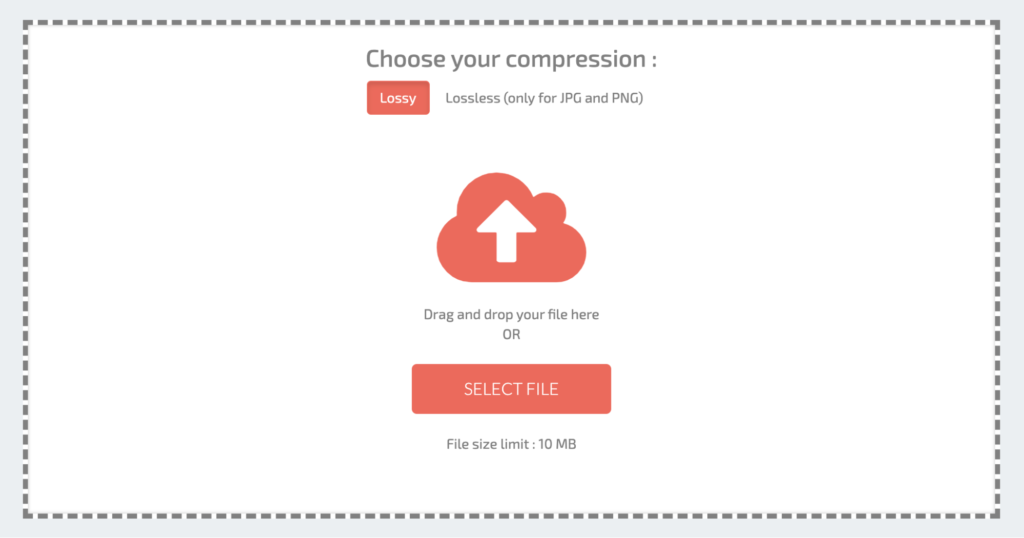 Choose your compression :
Lossy Lossless (only for JPG and PNG)
Drag and drop your file here
OR
SELECT FILE
File size limit : 10 MB